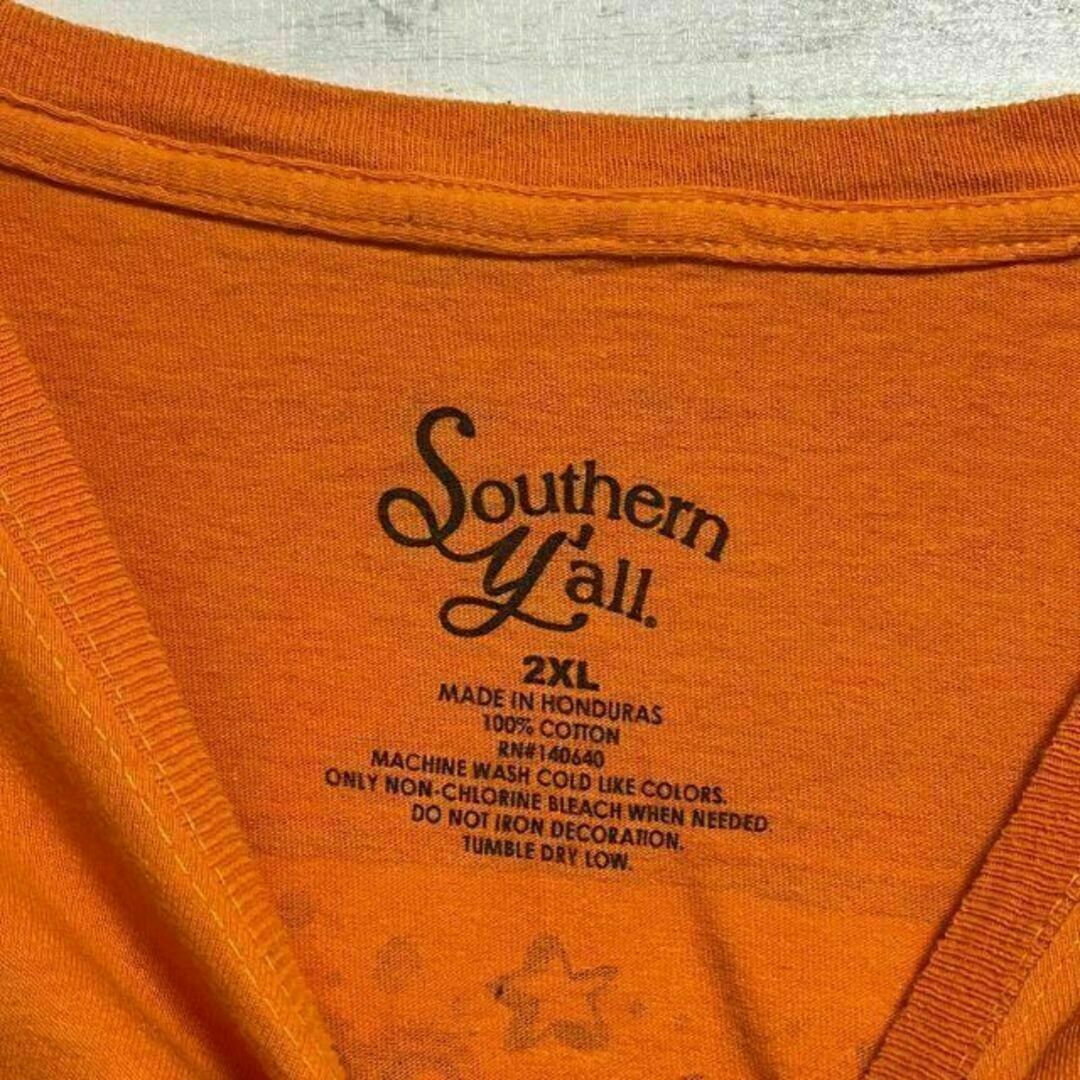 Southern
Y'all.
2XL
MADE IN HONDURAS
100% COTTON
RN#140640
MACHINE WASH COLD LIKE COLORS.
ONLY NON-CHLORINE BLEACH WHEN NEEDED.
DO NOT IRON DECORATION.
TUMBLE DRY LOW.